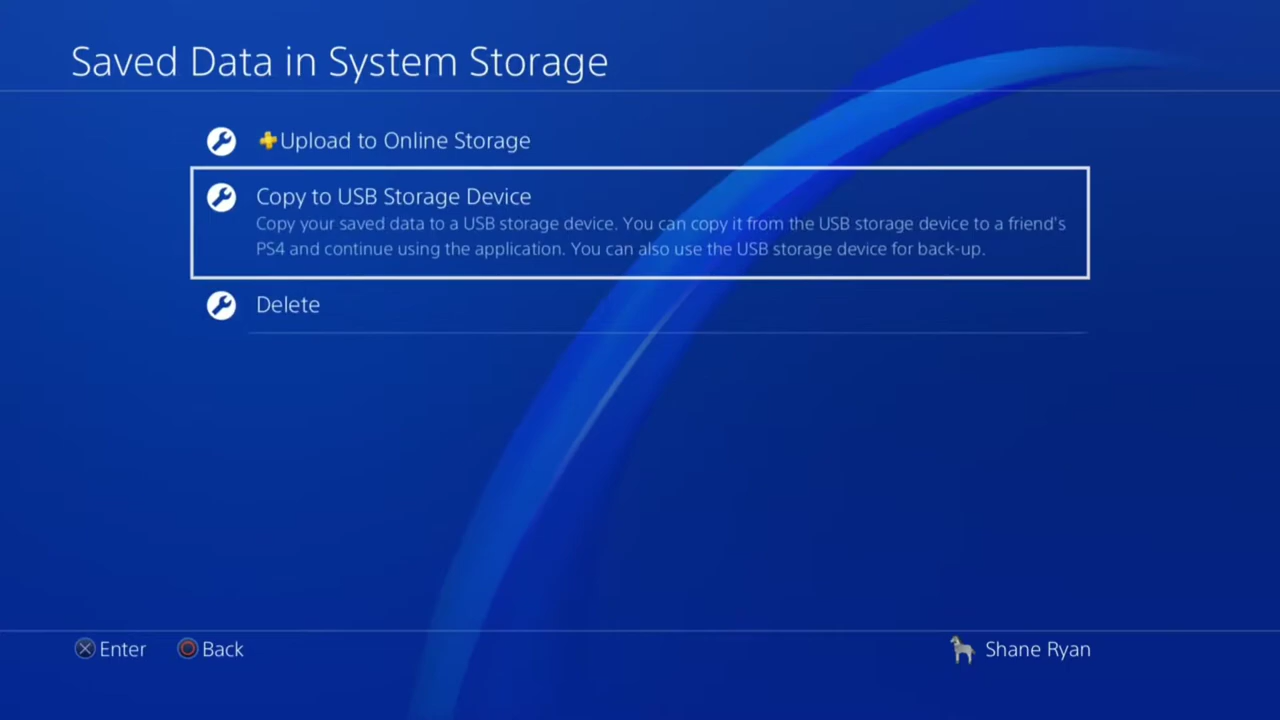 Saved Data in System Storage
Upload to Online Storage
Copy to USB Storage Device
Copy your saved data to a USB storage device. You can copy it from the USB storage device to a friend's
PS4 and continue using the application. You can also use the USB storage device for back-up.
Delete
Enter Back Shane Ryan